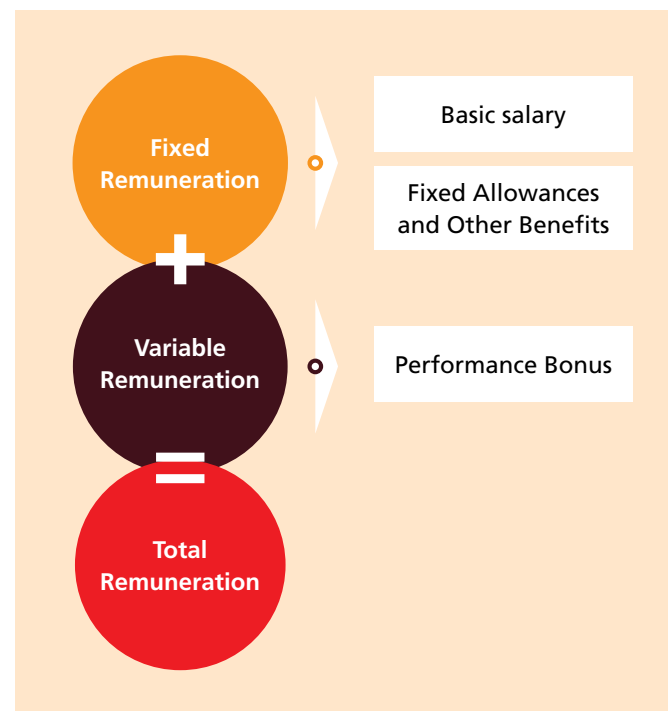 Fixed
Remuneration
Basic salary
Fixed Allowances
and Other Benefits
+
Variable
Remuneration
Performance Bonus
=
Total
Remuneration